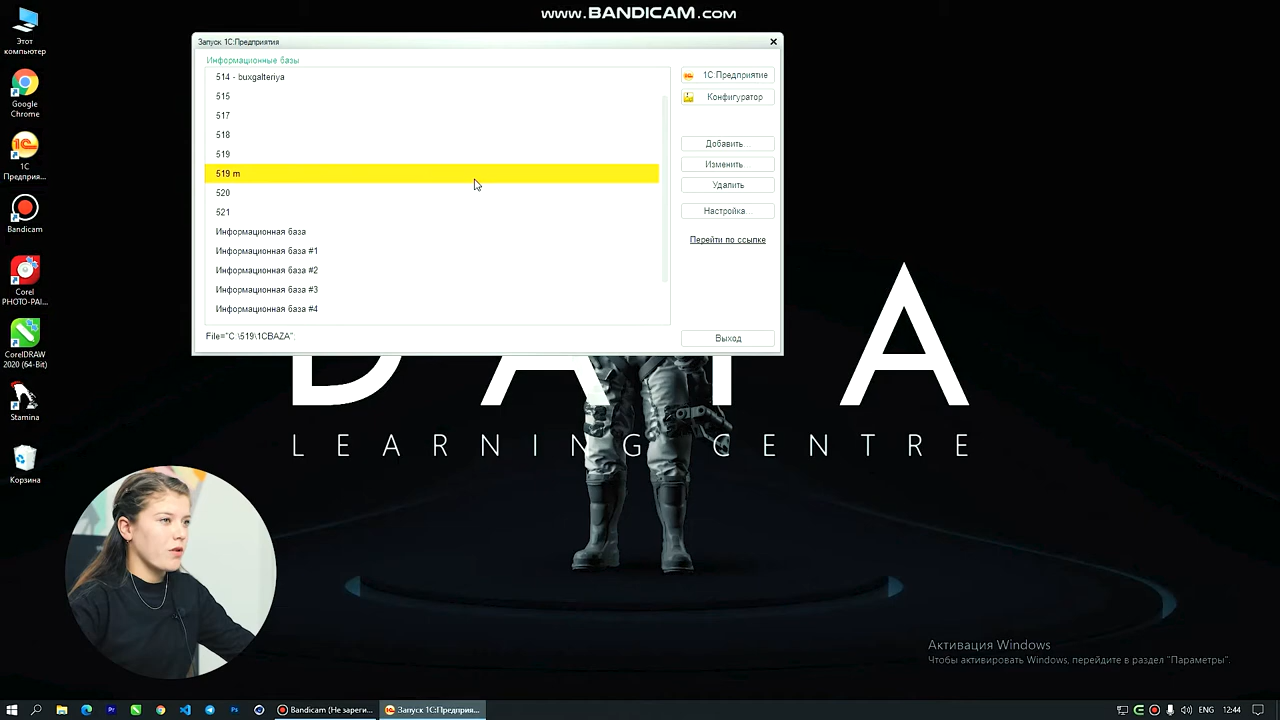 www.BANDICAM.com
Этот
компьютер
Google
Chrome
1С
Предприя...
Bandicam
Corel
PHOTO-PAI...
CorelDRAW
2020 (64-Bit)
Stamina
Корзина
Запуск 1С:Предприятия
Информационные базы
514 - buxgalteriya
515
517
518
519
519 m
520
521
Информационная база
Информационная база #1
Информационная база #2
Информационная база #3
Информационная база #4
File="C:\519\1CBAZA";
1С:Предприятие
Конфигуратор
Добавить...
Изменить...
Удалить
Настройка...
Перейти по ссылке
Выход
DATA
LEARNING CENTRE
Активация Windows
Чтобы активировать Windows, перейдите в раздел "Параметры".
Bandicam (Не зареги...
Запуск 1С:Предприя...
ENG
12:44